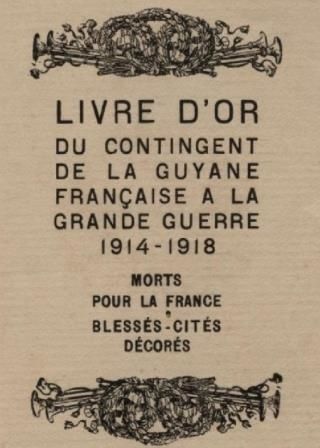 LIVRE D'OR
DU CONTINGENT
DE LA GUYANE
FRANÇAISE A LA
GRANDE GUERRE
1914-1918
MORTS
POUR LA FRANCE
BLESSÉS-CITÉS
DÉCORÉS